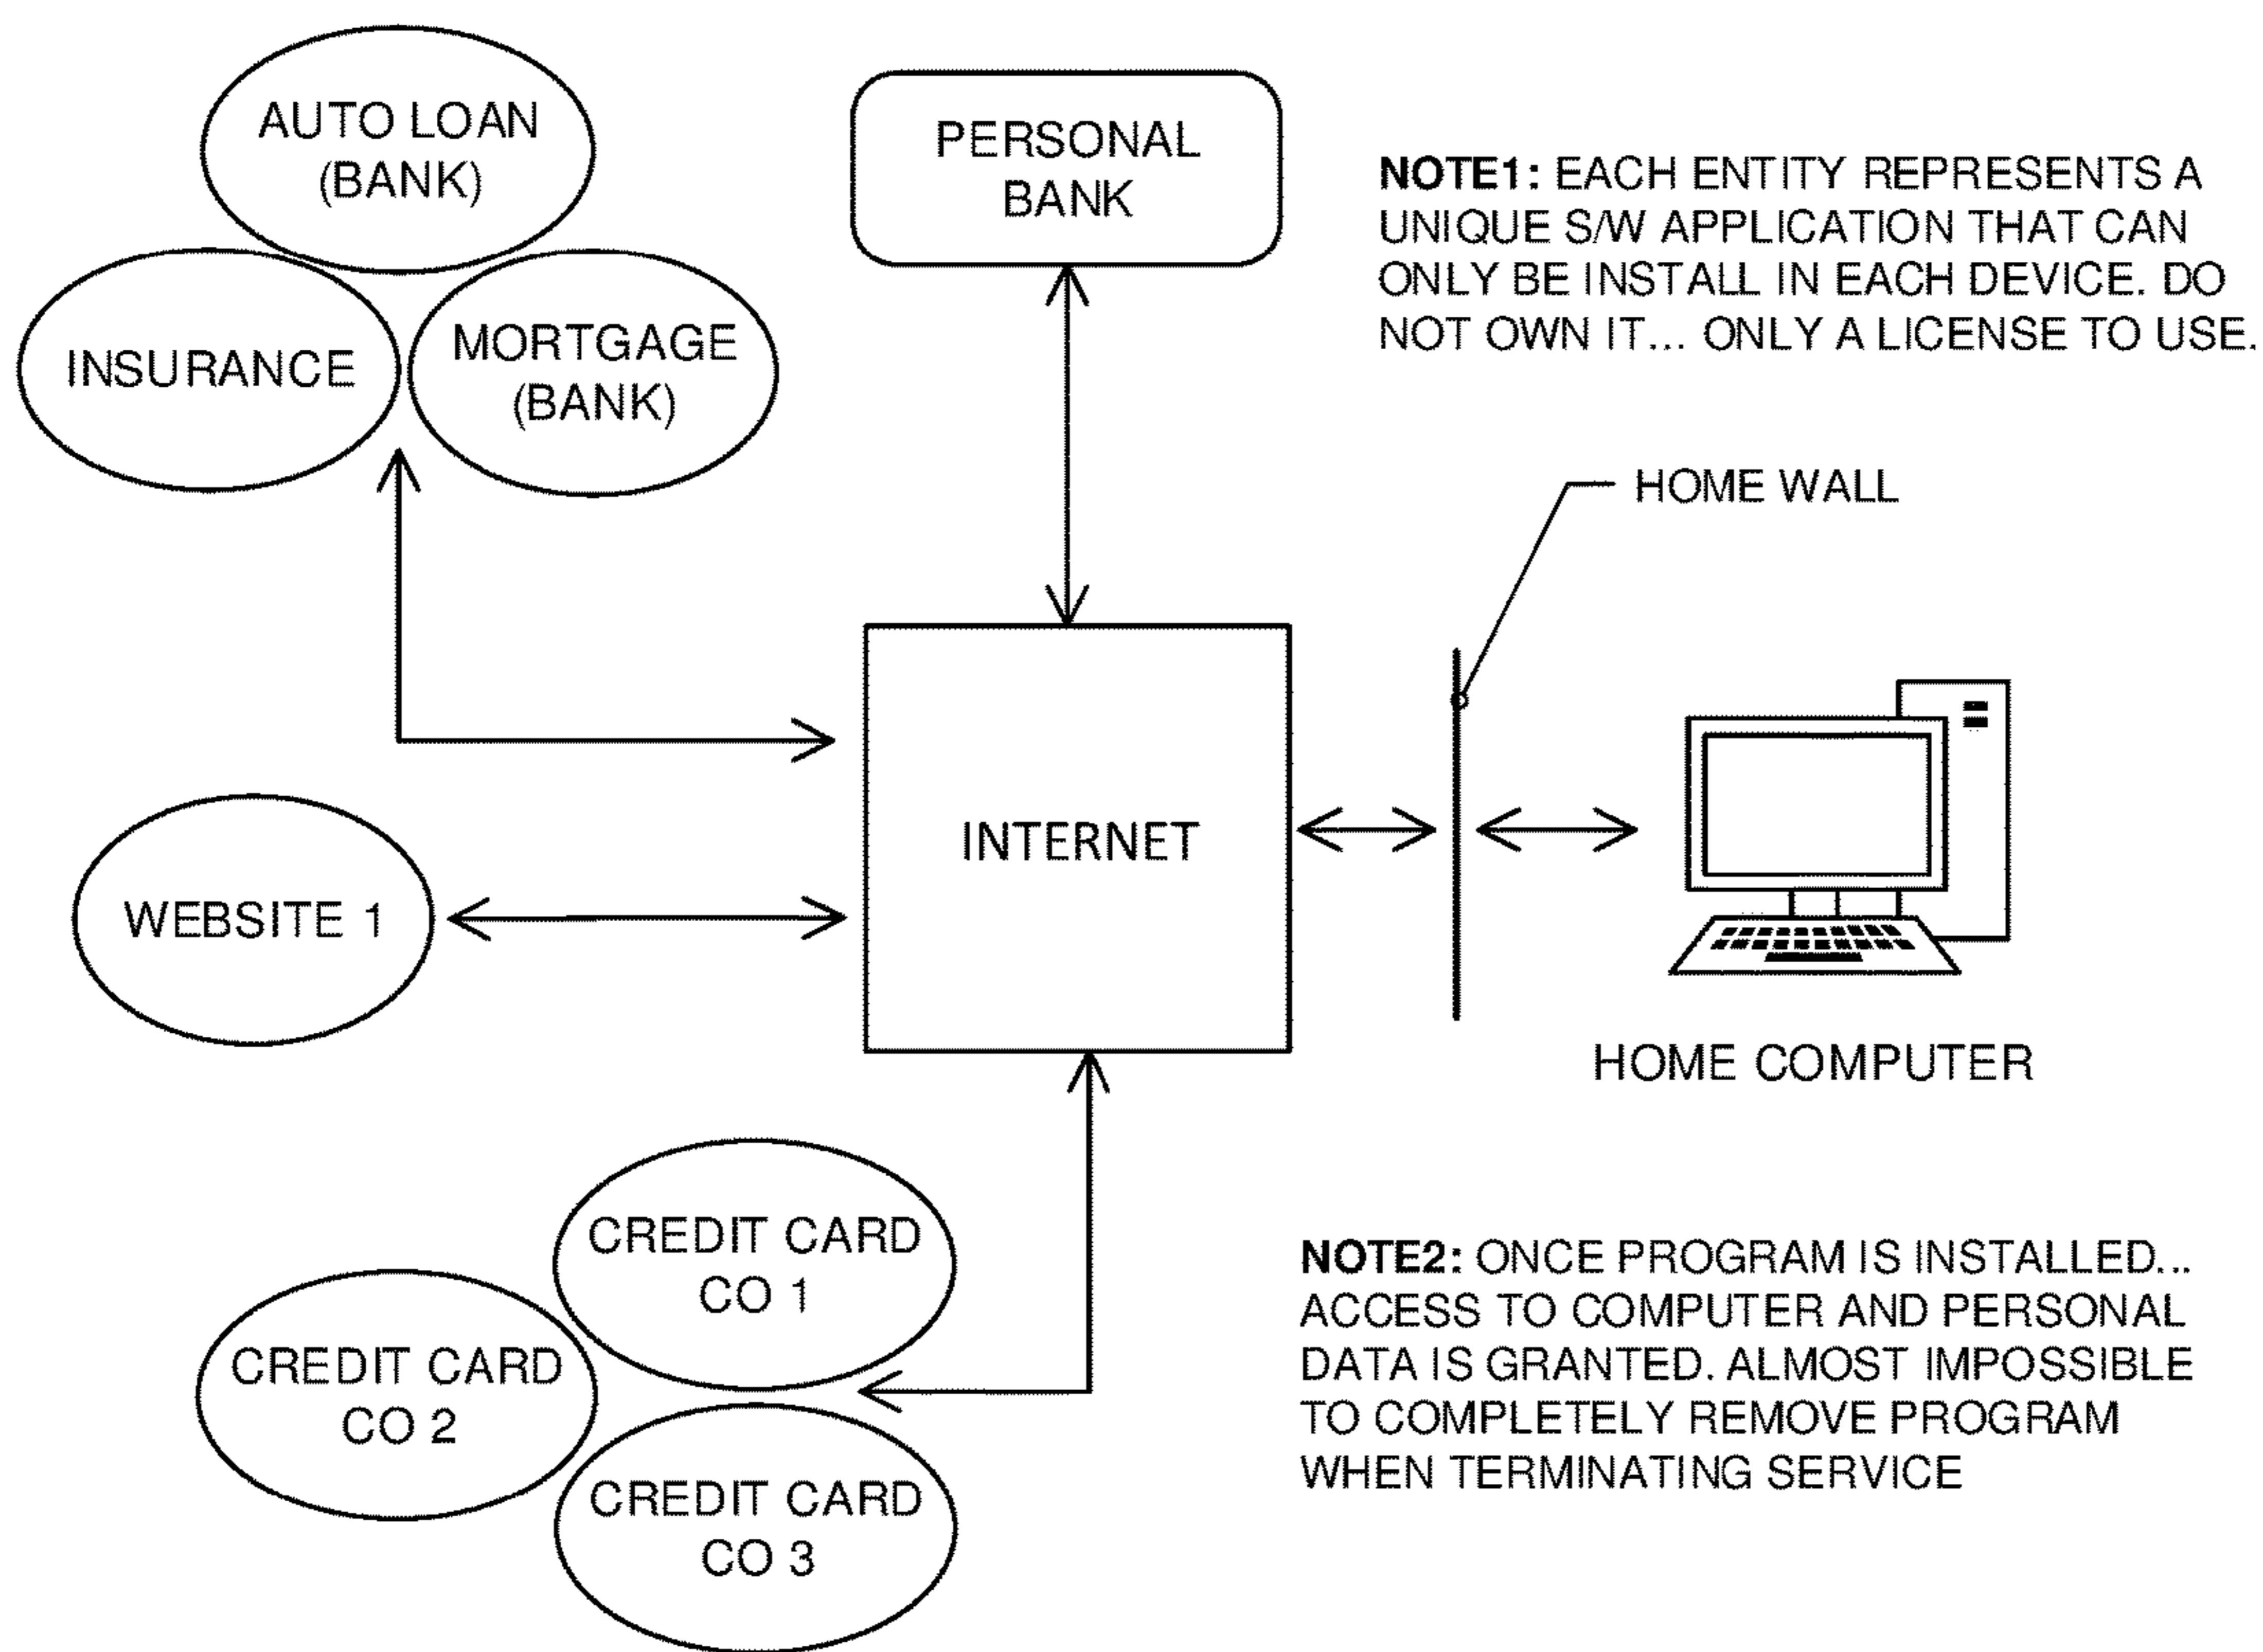 AUTO LOAN
(BANK)
INSURANCE
MORTGAGE
(BANK)
PERSONAL
BANK
NOTE1: EACH ENTITY REPRESENTS A
UNIQUE S/W APPLICATION THAT CAN
ONLY BE INSTALL IN EACH DEVICE. DO
NOT OWN IT... ONLY A LICENSE TO USE.
HOME WALL
INTERNET
WEBSITE 1
HOME COMPUTER
CREDIT CARD
CO 1
CREDIT CARD
CO 2
CREDIT CARD
CO 3
NOTE2: ONCE PROGRAM IS INSTALLED...
ACCESS TO COMPUTER AND PERSONAL
DATA IS GRANTED. ALMOST IMPOSSIBLE
TO COMPLETELY REMOVE PROGRAM
WHEN TERMINATING SERVICE